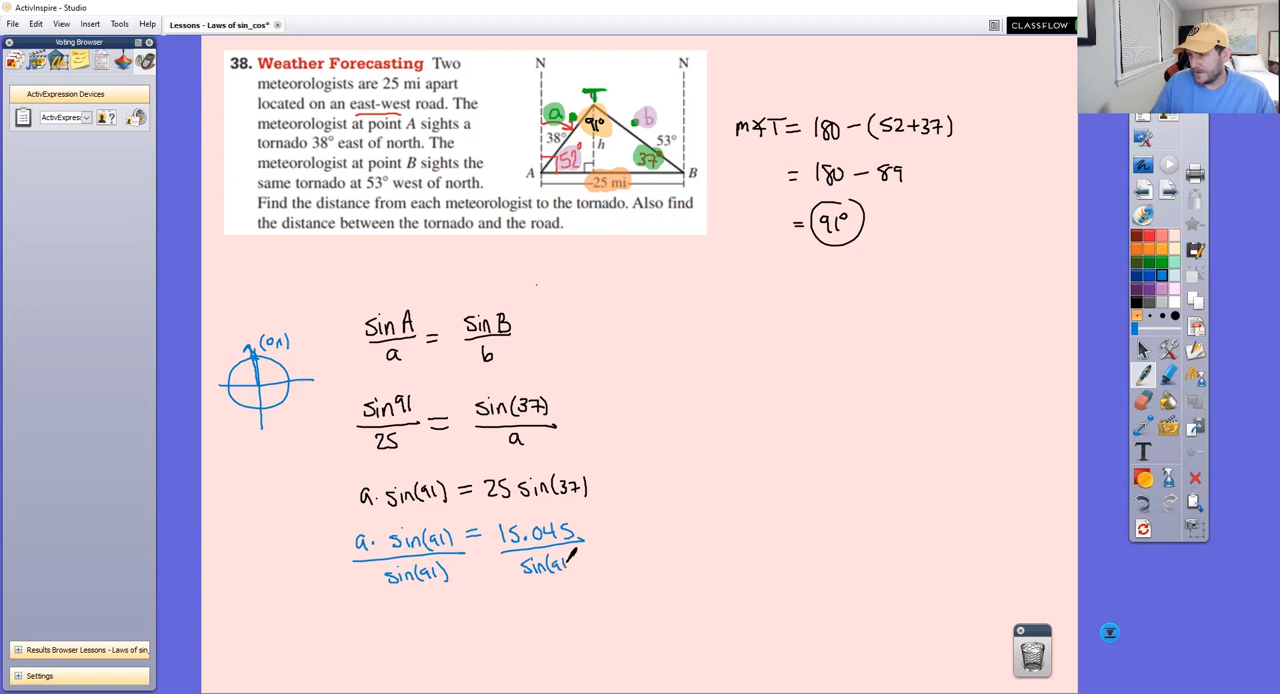 ActivInspire - Studio
File Edit View Insert Tools Help
Lessons - Laws of sin_cos*
CLASSFLOW
Voting Browser
ActivExpression Devices
ActivExpres:
38. Weather Forecasting Two
meteorologists are 25 mi apart
located on an east-west road. The
meteorologist at point A sights a
tornado 38° east of north. The
meteorologist at point B sights the
same tornado at 53° west of north.
Find the distance from each meteorologist to the tornado. Also find
the distance between the tornado and the road.
N N
T
a 91° b
38° h 53°
52° 37°
A 25 mi B
m∡T = 180 - (52+37)
= 180 - 89
= 91°
(0,1)
sin A / a = sin B / b
sin 91 / 25 = sin(37) / a
a · sin(91) = 25 sin(37)
a · sin(91) = 15.045
sin(91) sin(91
T
Results Browser Lessons - Laws of sin_
Settings